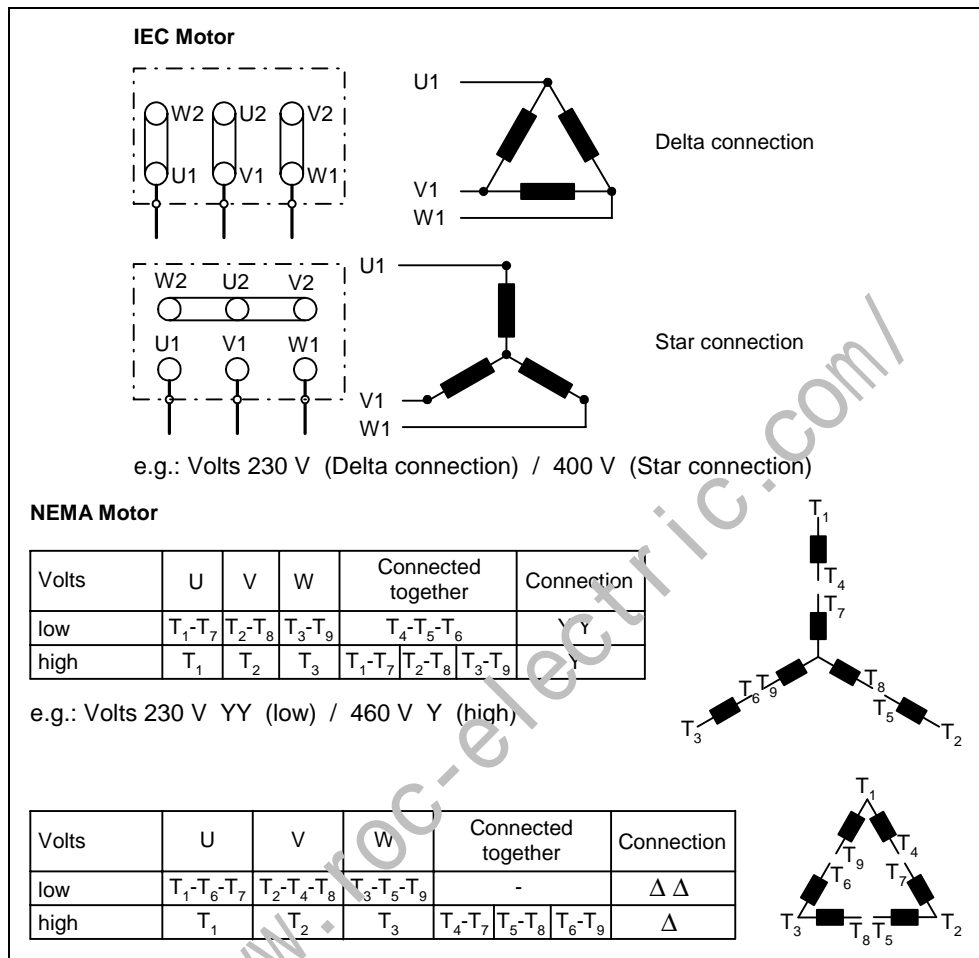 IEC Motor
W2 U2 V2
U1 V1 W1
U1
V1
W1
Delta connection
W2 U2 V2
U1 V1 W1
U1
V1
W1
Star connection
e.g.: Volts 230 V (Delta connection) / 400 V (Star connection)
NEMA Motor
Volts U V W Connected together Connection
low T1-T7 T2-T8 T3-T9 T4-T5-T6 Y Y
high T1 T2 T3 T1-T7 T2-T8 T3-T9 Y
e.g.: Volts 230 V YY (low) / 460 V Y (high)
T1
T4
T7
T6 T9 T8
T5
T3 T2
Volts U V W Connected together Connection
low T1-T6-T7 T2-T4-T8 T3-T5-T9 - Δ Δ
high T1 T2 T3 T4-T7 T5-T8 T6-T9 Δ
T1
T9 T4
T6 T7
T3 T2
T8 T5
www.roc-electric.com/